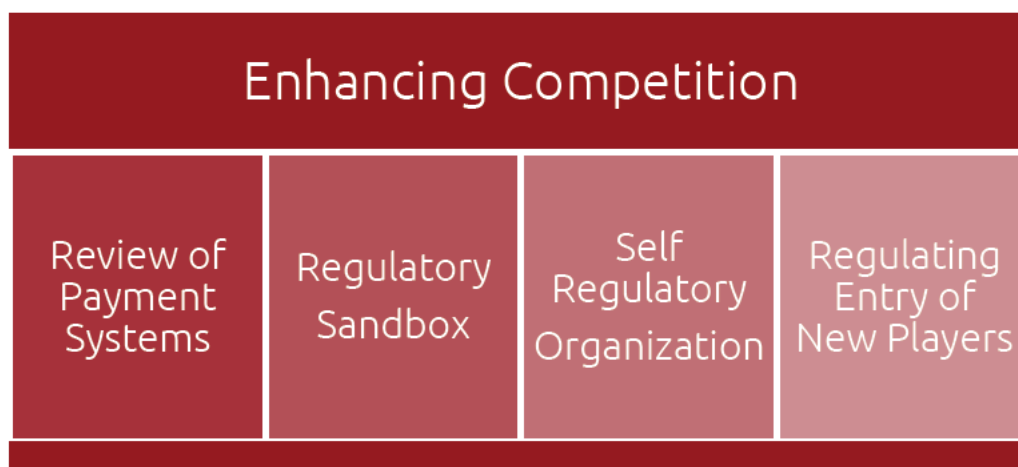 Enhancing Competition
Review of
Payment
Systems
Regulatory
Sandbox
Self
Regulatory
Organization
Regulating
Entry of
New Players